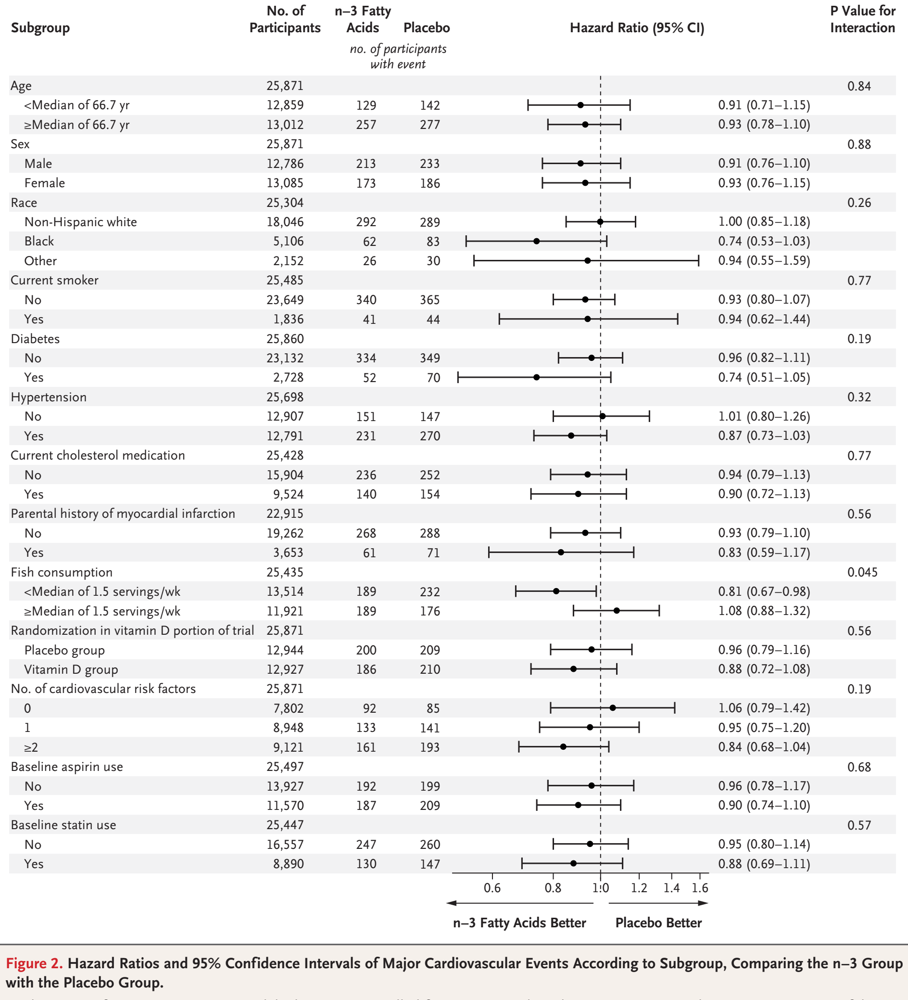 No. of n–3 Fatty P Value for
Subgroup Participants Acids Placebo Hazard Ratio (95% CI) Interaction
no. of participants
with event
Age 25,871 0.84
<Median of 66.7 yr 12,859 129 142 0.91 (0.71–1.15)
≥Median of 66.7 yr 13,012 257 277 0.93 (0.78–1.10)
Sex 25,871 0.88
Male 12,786 213 233 0.91 (0.76–1.10)
Female 13,085 173 186 0.93 (0.76–1.15)
Race 25,304 0.26
Non-Hispanic white 18,046 292 289 1.00 (0.85–1.18)
Black 5,106 62 83 0.74 (0.53–1.03)
Other 2,152 26 30 0.94 (0.55–1.59)
Current smoker 25,485 0.77
No 23,649 340 365 0.93 (0.80–1.07)
Yes 1,836 41 44 0.94 (0.62–1.44)
Diabetes 25,860 0.19
No 23,132 334 349 0.96 (0.82–1.11)
Yes 2,728 52 70 0.74 (0.51–1.05)
Hypertension 25,698 0.32
No 12,907 151 147 1.01 (0.80–1.26)
Yes 12,791 231 270 0.87 (0.73–1.03)
Current cholesterol medication 25,428 0.77
No 15,904 236 252 0.94 (0.79–1.13)
Yes 9,524 140 154 0.90 (0.72–1.13)
Parental history of myocardial infarction 22,915 0.56
No 19,262 268 288 0.93 (0.79–1.10)
Yes 3,653 61 71 0.83 (0.59–1.17)
Fish consumption 25,435 0.045
<Median of 1.5 servings/wk 13,514 189 232 0.81 (0.67–0.98)
≥Median of 1.5 servings/wk 11,921 189 176 1.08 (0.88–1.32)
Randomization in vitamin D portion of trial 25,871 0.56
Placebo group 12,944 200 209 0.96 (0.79–1.16)
Vitamin D group 12,927 186 210 0.88 (0.72–1.08)
No. of cardiovascular risk factors 25,871 0.19
0 7,802 92 85 1.06 (0.79–1.42)
1 8,948 133 141 0.95 (0.75–1.20)
≥2 9,121 161 193 0.84 (0.68–1.04)
Baseline aspirin use 25,497 0.68
No 13,927 192 199 0.96 (0.78–1.17)
Yes 11,570 187 209 0.90 (0.74–1.10)
Baseline statin use 25,447 0.57
No 16,557 247 260 0.95 (0.80–1.14)
Yes 8,890 130 147 0.88 (0.69–1.11)
0.6 0.8 1.0 1.2 1.4 1.6
n–3 Fatty Acids Better Placebo Better
Figure 2. Hazard Ratios and 95% Confidence Intervals of Major Cardiovascular Events According to Subgroup, Comparing the n–3 Group
with the Placebo Group.